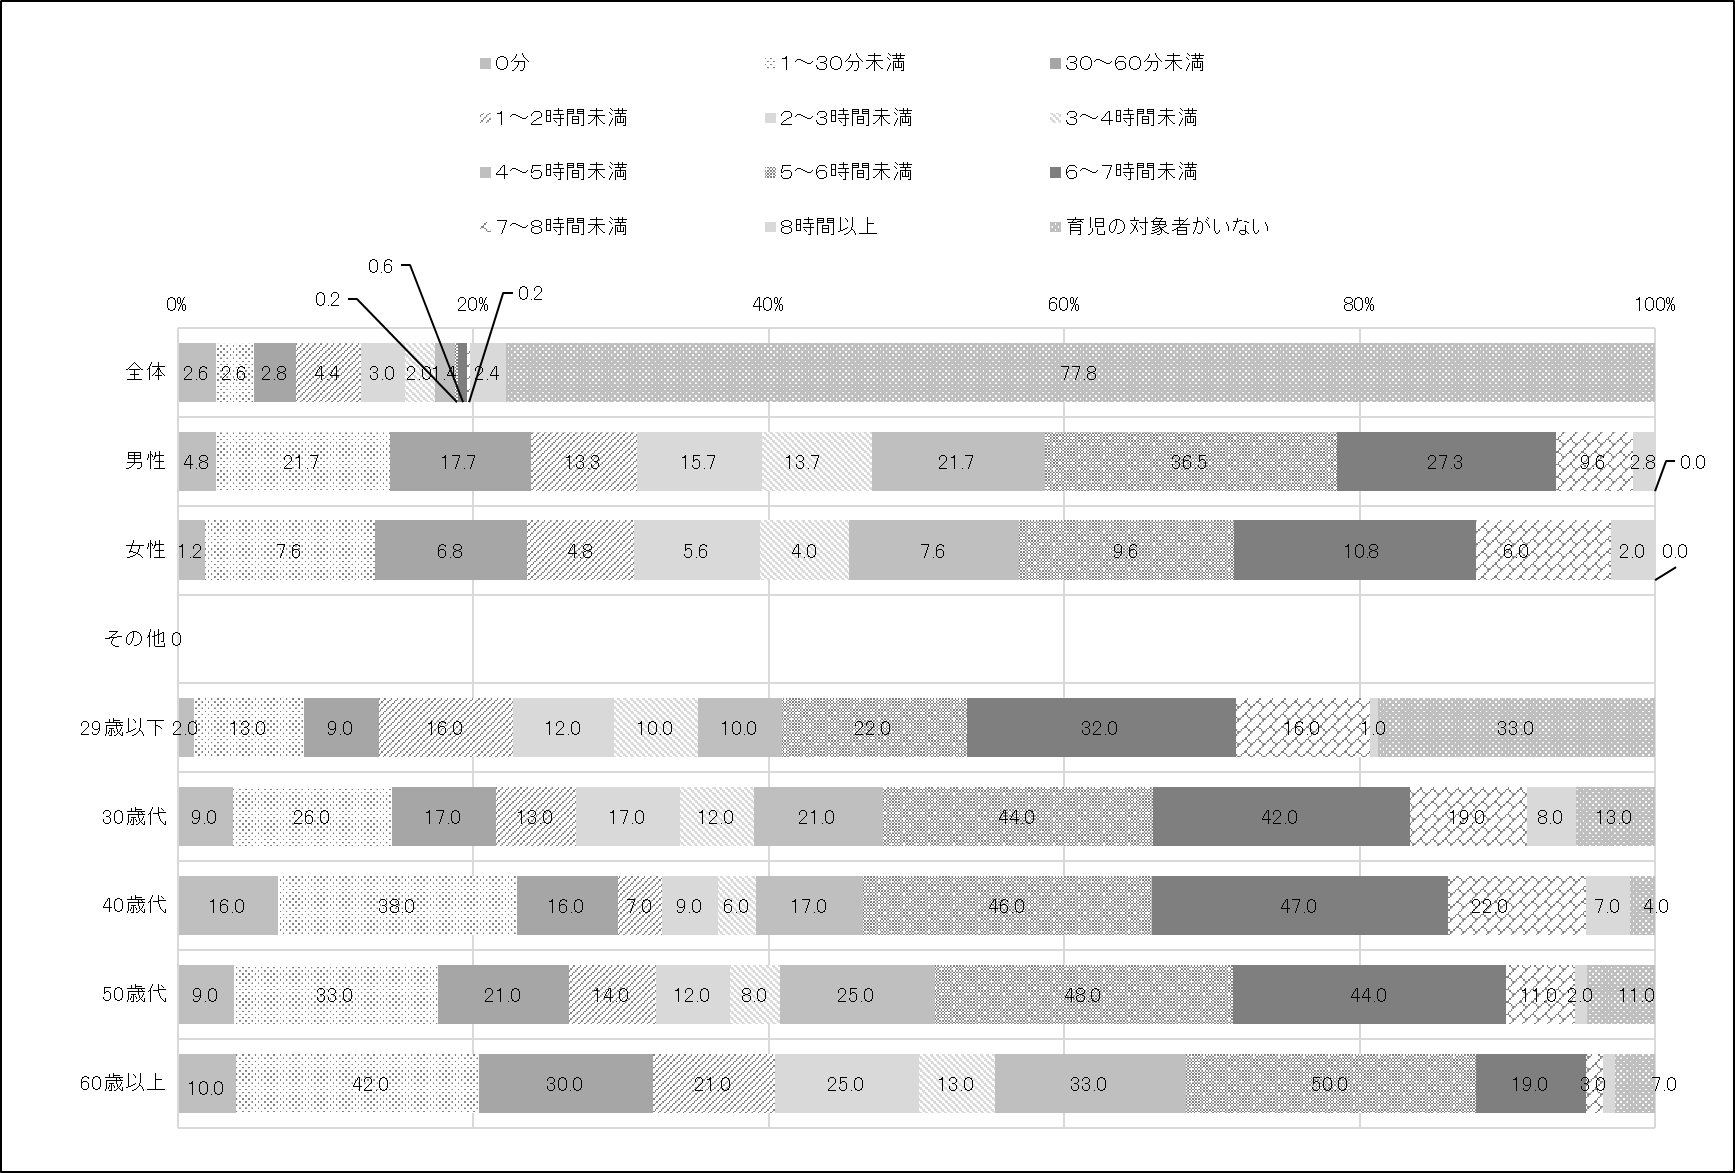 0分 1～30分未満 30～60分未満
1～2時間未満 2～3時間未満 3～4時間未満
4～5時間未満 5～6時間未満 6～7時間未満
7～8時間未満 8時間以上 育児の対象者がいない
0.6
0.2 0.2
0% 20% 40% 60% 80% 100%
全体 2.6 2.6 2.8 4.4 3.0 2.0 1.4 2.4 77.8
男性 4.8 21.7 17.7 13.3 15.7 13.7 21.7 36.5 27.3 9.6 2.8 0.0
女性 1.2 7.6 6.8 4.8 5.6 4.0 7.6 9.6 10.8 6.0 2.0 0.0
その他 0
29歳以下 2.0 13.0 9.0 16.0 12.0 10.0 10.0 22.0 32.0 16.0 1.0 33.0
30歳代 9.0 26.0 17.0 13.0 17.0 12.0 21.0 44.0 42.0 19.0 8.0 13.0
40歳代 16.0 38.0 16.0 7.0 9.0 6.0 17.0 46.0 47.0 22.0 7.0 4.0
50歳代 9.0 33.0 21.0 14.0 12.0 8.0 25.0 48.0 44.0 11.0 2.0 11.0
60歳以上 10.0 42.0 30.0 21.0 25.0 13.0 33.0 50.0 19.0 3.0 7.0